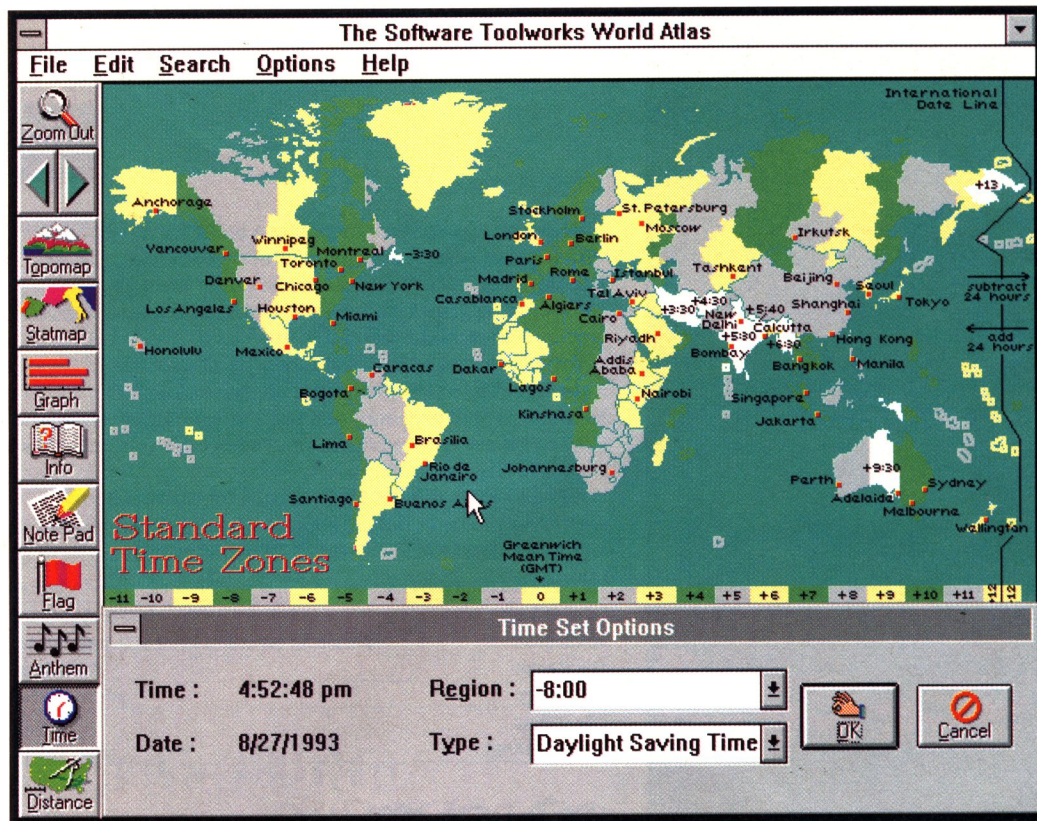 The Software Toolworks World Atlas
File Edit Search Options Help
Zoom Out
Topomap
Statmap
Graph
Info
Note Pad
Flag
Anthem
Time
Distance
International
Date Line
+13
Anchorage
Stockholm
St. Petersburg
Moscow
Irkutsk
Vancouver
Winnipeg
Montreal
-3:30
London
Berlin
Toronto
Paris
Denver
Chicago
New York
Madrid
Rome
Istanbul
Tashkent
Beijing
Seoul
subtract
24 hours
Los Angeles
Houston
Miami
Casablanca
Algiers
Tel Aviv
Cairo
+3:30
+4:30
New
Delhi
+5:40
Shanghai
Tokyo
Honolulu
Mexico
Riyadh
+5:30
Calcutta
+6:30
Hong Kong
add
24 hours
Bombay
Caracas
Dakar
Addis
Ababa
Bangkok
Manila
Bogota
Lagos
Nairobi
Singapore
Kinshasa
Jakarta
Lima
Brasilia
Rio de
Janeiro
Johannesburg
Perth
+9:30
Sydney
Adelaide
Melbourne
Santiago
Buenos Aires
Wellington
Standard
Time Zones
Greenwich
Mean Time
(GMT)
-11 -10 -9 -8 -7 -6 -5 -4 -3 -2 -1 0 +1 +2 +3 +4 +5 +6 +7 +8 +9 +10 +11 +12 -12
Time Set Options
Time : 4:52:48 pm Region : -8:00
Date : 8/27/1993 Type : Daylight Saving Time
OK
Cancel